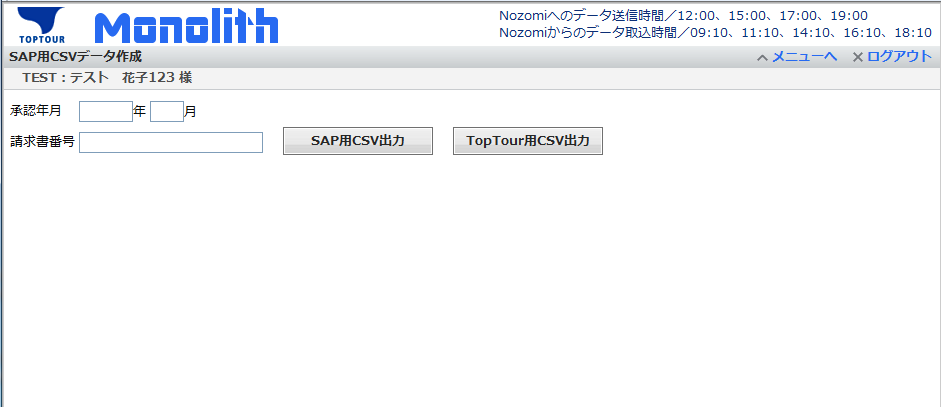 TOPTOUR
Monolith
Nozomiへのデータ送信時間／12:00、15:00、17:00、19:00
Nozomiからのデータ取込時間／09:10、11:10、14:10、16:10、18:10
SAP用CSVデータ作成
メニューへ ログアウト
TEST：テスト 花子123 様
承認年月 年 月
請求書番号 SAP用CSV出力 TopTour用CSV出力